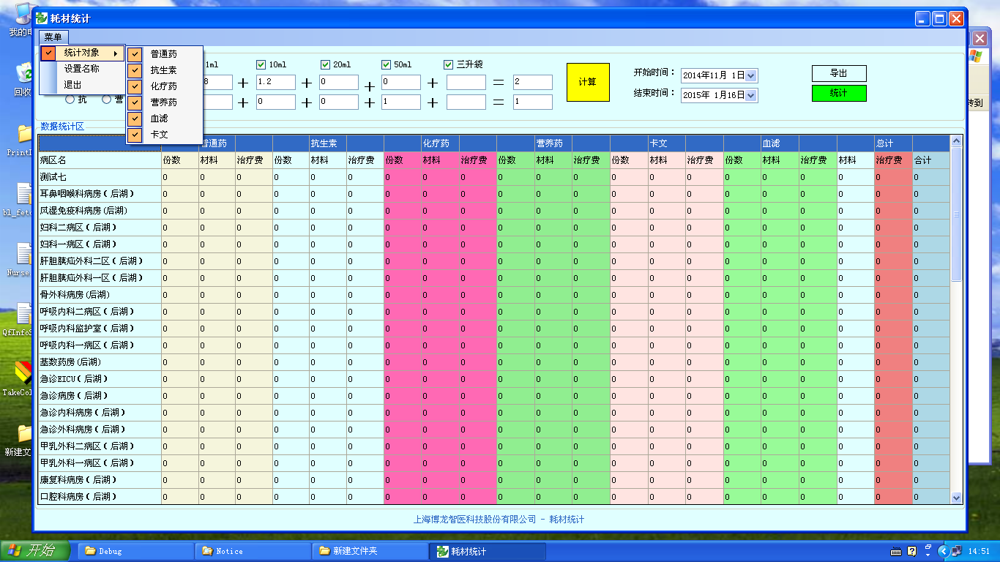 我的电
耗材统计
菜单
统计对象
设置名称
退出
普通药
抗生素
化疗药
营养药
血滤
卡文
1ml
10ml
20ml
50ml
三升袋
8 + 1.2 + 0 + 0 + = 2
+ 0 + 0 + 1 + = 1
抗
营
计算
开始时间：
2014年11月 1日
结束时间：
2015年 1月16日
导出
统计
转到
回收
数据统计区
普通药 抗生素 化疗药 营养药 卡文 血滤 总计
病区名 份数 材料 治疗费 份数 材料 治疗费 份数 材料 治疗费 份数 材料 治疗费 份数 材料 治疗费 份数 材料 治疗费 材料 治疗费 合计
测试七 0 0 0 0 0 0 0 0 0 0 0 0 0 0 0 0 0 0 0 0 0
耳鼻咽喉科病房（后湖） 0 0 0 0 0 0 0 0 0 0 0 0 0 0 0 0 0 0 0 0 0
风湿免疫科病房(后湖) 0 0 0 0 0 0 0 0 0 0 0 0 0 0 0 0 0 0 0 0 0
妇科二病区（后湖） 0 0 0 0 0 0 0 0 0 0 0 0 0 0 0 0 0 0 0 0 0
妇科一病区（后湖） 0 0 0 0 0 0 0 0 0 0 0 0 0 0 0 0 0 0 0 0 0
肝胆胰疝外科二区（后湖） 0 0 0 0 0 0 0 0 0 0 0 0 0 0 0 0 0 0 0 0 0
肝胆胰疝外科一区（后湖） 0 0 0 0 0 0 0 0 0 0 0 0 0 0 0 0 0 0 0 0 0
骨外科病房(后湖) 0 0 0 0 0 0 0 0 0 0 0 0 0 0 0 0 0 0 0 0 0
呼吸内科二病区（后湖） 0 0 0 0 0 0 0 0 0 0 0 0 0 0 0 0 0 0 0 0 0
呼吸内科监护室（后湖） 0 0 0 0 0 0 0 0 0 0 0 0 0 0 0 0 0 0 0 0 0
呼吸内科一病区（后湖） 0 0 0 0 0 0 0 0 0 0 0 0 0 0 0 0 0 0 0 0 0
基数药房(后湖) 0 0 0 0 0 0 0 0 0 0 0 0 0 0 0 0 0 0 0 0 0
急诊EICU（后湖） 0 0 0 0 0 0 0 0 0 0 0 0 0 0 0 0 0 0 0 0 0
急诊病房（后湖） 0 0 0 0 0 0 0 0 0 0 0 0 0 0 0 0 0 0 0 0 0
急诊内科病房（后湖） 0 0 0 0 0 0 0 0 0 0 0 0 0 0 0 0 0 0 0 0 0
急诊外科病房（后湖） 0 0 0 0 0 0 0 0 0 0 0 0 0 0 0 0 0 0 0 0 0
甲乳外科二病区（后湖） 0 0 0 0 0 0 0 0 0 0 0 0 0 0 0 0 0 0 0 0 0
甲乳外科一病区（后湖） 0 0 0 0 0 0 0 0 0 0 0 0 0 0 0 0 0 0 0 0 0
康复科病房（后湖） 0 0 0 0 0 0 0 0 0 0 0 0 0 0 0 0 0 0 0 0 0
口腔科病房（后湖） 0 0 0 0 0 0 0 0 0 0 0 0 0 0 0 0 0 0 0 0 0
bl_fetc
Nurse
QfInfoS
TakeCol
新建文
上海博龙智医科技股份有限公司 - 耗材统计
开始
Debug
Notice
新建文件夹
耗材统计
14:51